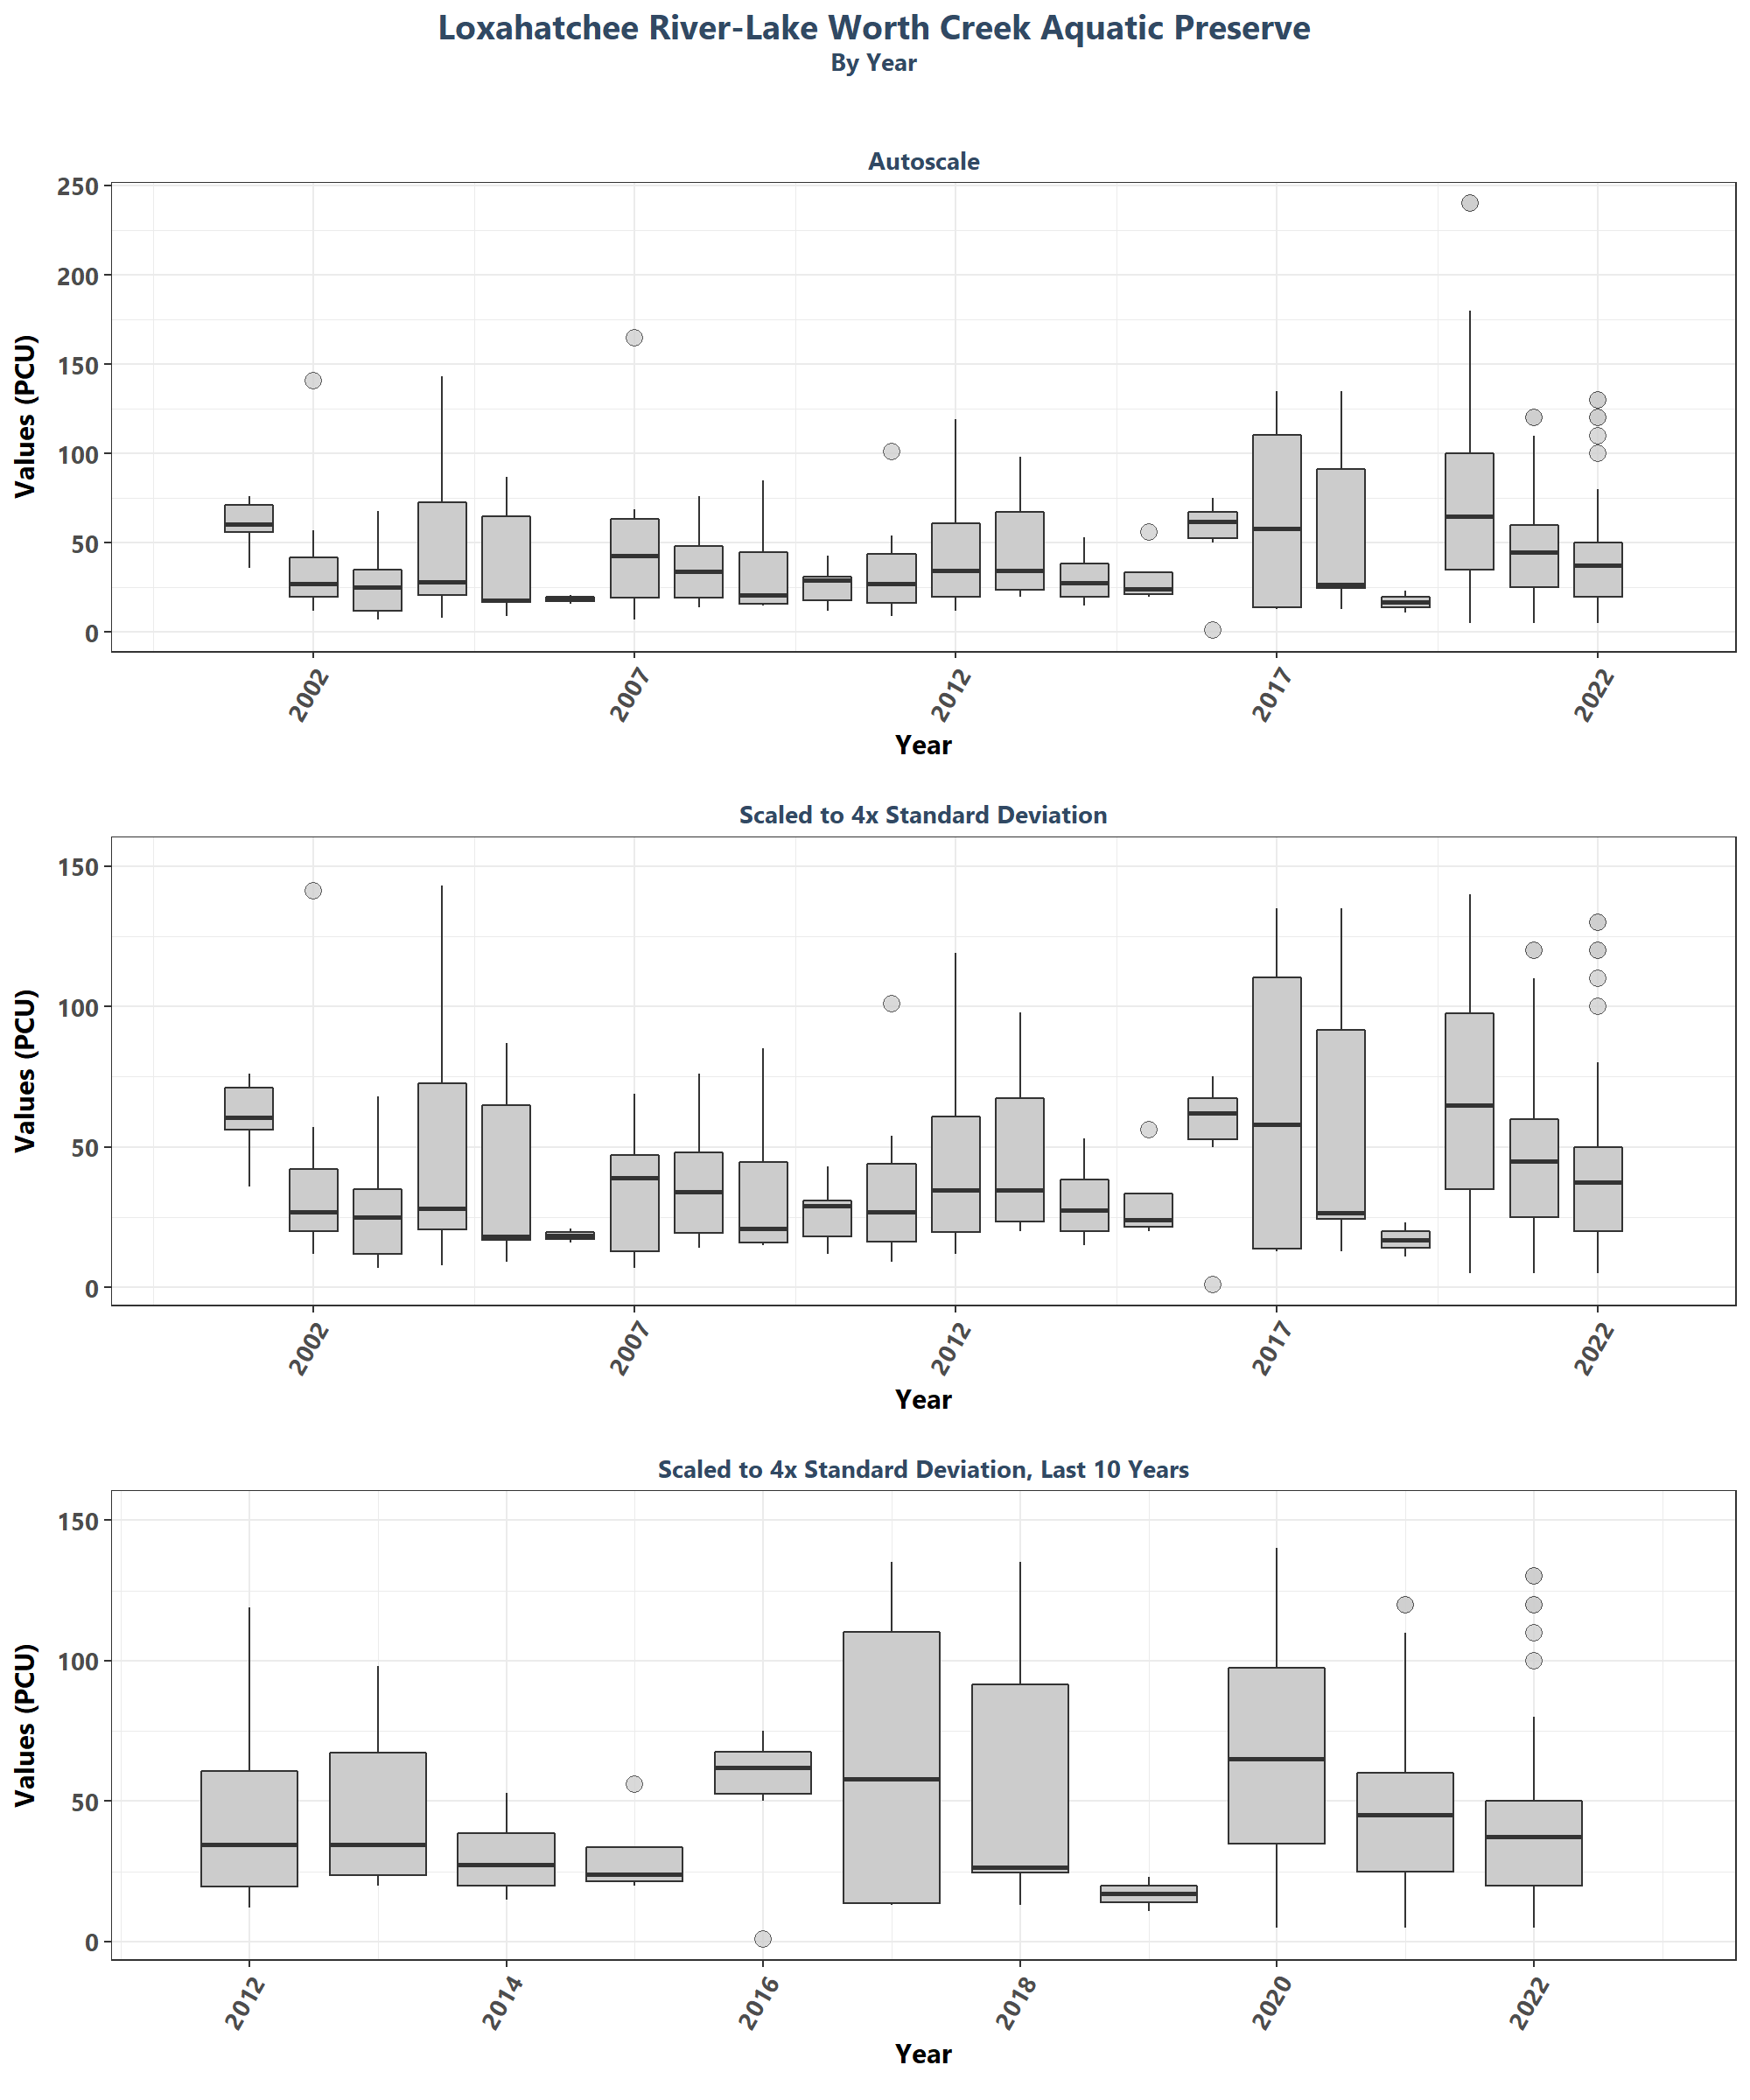 Loxahatchee River-Lake Worth Creek Aquatic Preserve
By Year
Autoscale
Values (PCU)
250
200
150
100
50
0
2002
2007
2012
2017
2022
Year
Scaled to 4x Standard Deviation
Values (PCU)
150
100
50
0
2002
2007
2012
2017
2022
Year
Scaled to 4x Standard Deviation, Last 10 Years
Values (PCU)
150
100
50
0
2012
2014
2016
2018
2020
2022
Year